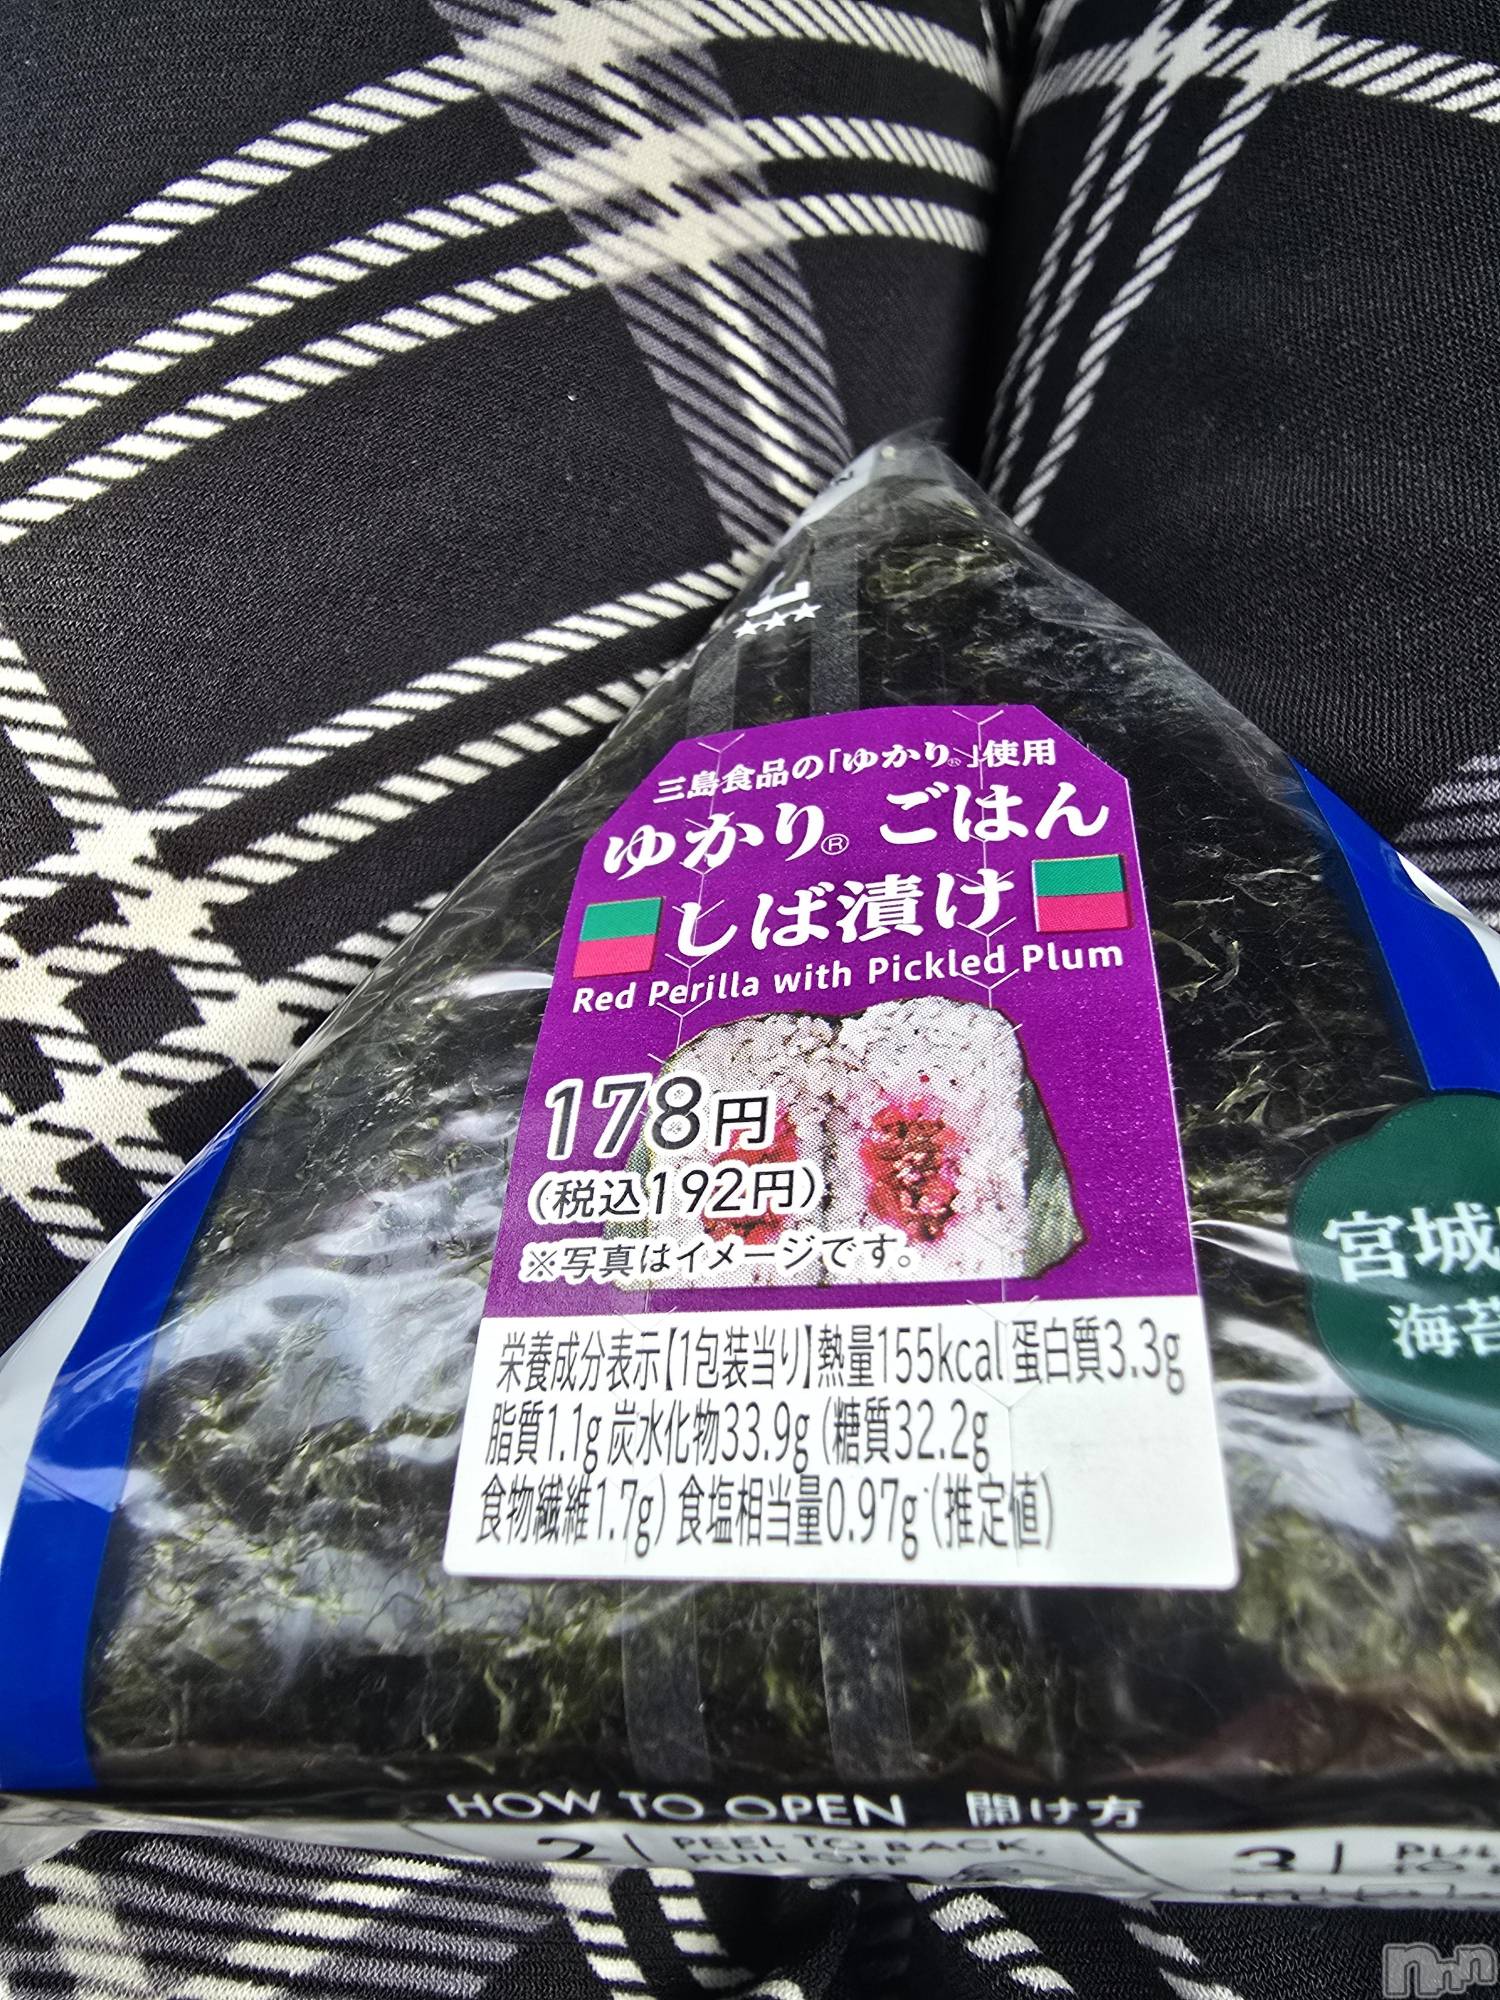 三島食品の「ゆかり®」使用
ゆかり® ごはん
しば漬け
Red Perilla with Pickled Plum
178円
(税込192円)
※写真はイメージです。
宮城
海苔
栄養成分表示【1包装当り】熱量155kcal 蛋白質3.3g
脂質1.1g 炭水化物33.9g (糖質32.2g
食物繊維1.7g) 食塩相当量0.97g (推定値)
HOW TO OPEN 開け方
2 PEEL TO BACK,
PULL OFF
3